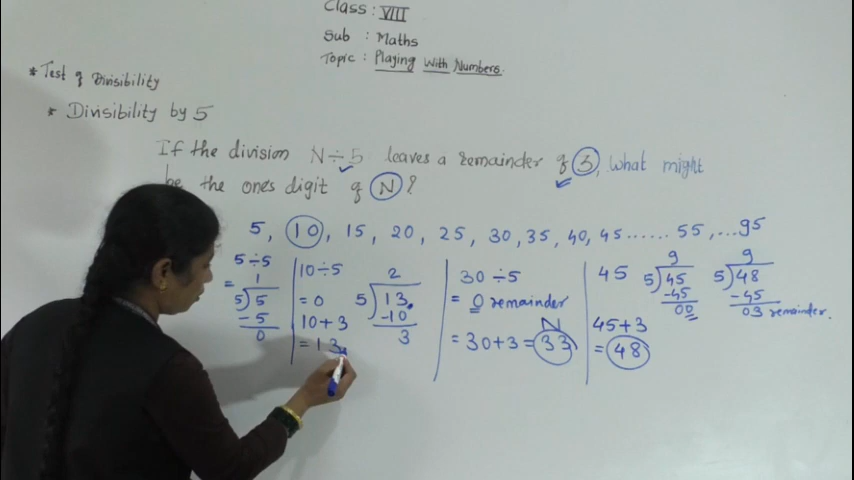 Class : VIII
Sub : Maths
Topic : Playing With Numbers.
* Test of Divisibility
* Divisibility by 5
If the division N÷5 leaves a remainder of 3, what might
be the ones digit of N?
5, 10, 15, 20, 25, 30, 35, 40, 45 ...... 55, ...95
5÷5
= 1
5)5
-5
0
10÷5
= 0
10+3
= 13
2
5)13
-10
3
30÷5
= 0 remainder
N
= 30+3 = 33
45
45+3
= 48
9
5)45
-45
00
9
5)48
-45
03 remainder.